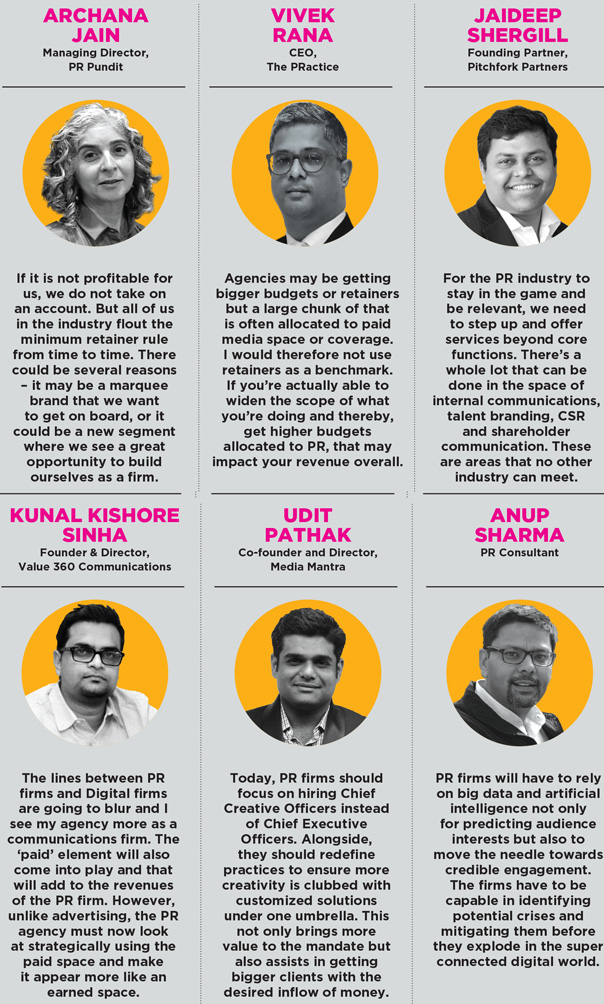 ARCHANA
JAIN
Managing Director,
PR Pundit
If it is not profitable for
us, we do not take on
an account. But all of us
in the industry flout the
minimum retainer rule
from time to time. There
could be several reasons
– it may be a marquee
brand that we want
to get on board, or it
could be a new segment
where we see a great
opportunity to build
ourselves as a firm.
VIVEK
RANA
CEO,
The PRactice
Agencies may be getting
bigger budgets or retainers
but a large chunk of that
is often allocated to paid
media space or coverage.
I would therefore not use
retainers as a benchmark.
If you’re actually able to
widen the scope of what
you’re doing and thereby,
get higher budgets
allocated to PR, that may
impact your revenue overall.
JAIDEEP
SHERGILL
Founding Partner,
Pitchfork Partners
For the PR industry to
stay in the game and
be relevant, we need
to step up and offer
services beyond core
functions. There’s a
whole lot that can be
done in the space of
internal communications,
talent branding, CSR
and shareholder
communication. These
are areas that no other
industry can meet.
KUNAL KISHORE
SINHA
Founder & Director,
Value 360 Communications
The lines between PR
firms and Digital firms
are going to blur and I
see my agency more as a
communications firm. The
‘paid’ element will also
come into play and that
will add to the revenues
of the PR firm. However,
unlike advertising, the PR
agency must now look
at strategically using the
paid space and make
it appear more like an
earned space.
UDIT
PATHAK
Co-founder and Director,
Media Mantra
Today, PR firms should
focus on hiring Chief
Creative Officers instead
of Chief Executive
Officers. Alongside,
they should redefine
practices to ensure more
creativity is clubbed with
customized solutions
under one umbrella. This
not only brings more
value to the mandate but
also assists in getting
bigger clients with the
desired inflow of money.
ANUP
SHARMA
PR Consultant
PR firms will have to rely
on big data and artificial
intelligence not only
for predicting audience
interests but also to
move the needle towards
credible engagement.
The firms have to be
capable in identifying
potential crises and
mitigating them before
they explode in the super
connected digital world.